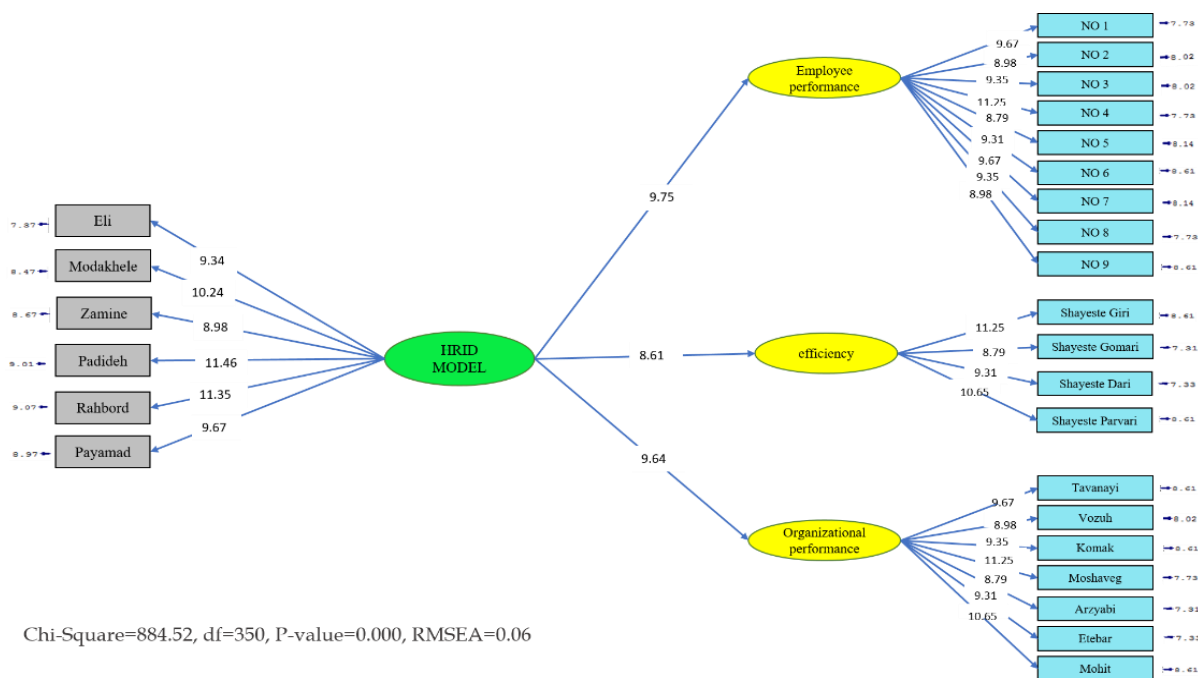 7.87
Eli
8.47
Modakhele
8.67
Zamine
9.01
Padideh
9.07
Rahbord
8.97
Payamad
9.34
10.24
8.98
11.46
11.35
9.67
HRID
MODEL
9.75
8.61
9.64
Employee
performance
9.67
8.98
9.35
11.25
8.79
9.31
9.67
9.35
8.98
NO 1
7.73
NO 2
8.02
NO 3
8.02
NO 4
7.73
NO 5
8.14
NO 6
8.61
NO 7
8.14
NO 8
7.73
NO 9
8.61
efficiency
11.25
8.79
9.31
10.65
Shayeste Giri
8.61
Shayeste Gomari
7.31
Shayeste Dari
7.33
Shayeste Parvari
8.61
Organizational
performance
9.67
8.98
9.35
11.25
8.79
9.31
10.65
Tavanayi
8.61
Vozuh
8.02
Komak
8.61
Moshaveg
7.73
Arzyabi
7.31
Etebar
7.33
Mohit
8.61
Chi-Square=884.52, df=350, P-value=0.000, RMSEA=0.06